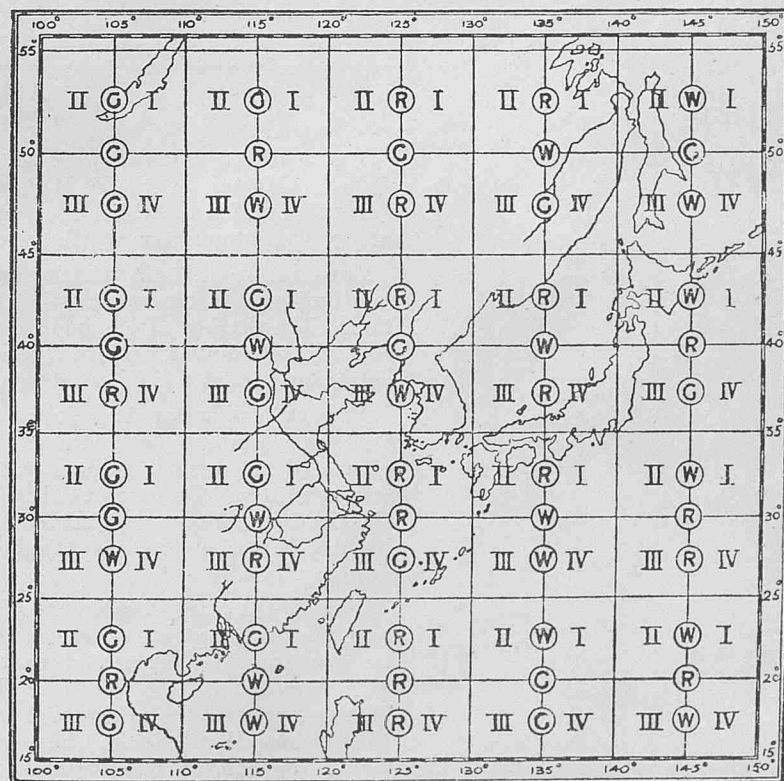 100° 105° 110° 115° 120° 125° 130° 135° 140° 145° 150°
55° 55°
II G I II G I II R I II R I II W I
50° G R G W G 50°
III G IV III W IV III R IV III G IV III W IV
45° 45°
II G I II G I II R I II R I II W I
40° G W G W R 40°
III R IV III G IV III W IV III R IV III G IV
35° 35°
II G I II G I II R I II R I II W I
30° G W R W R 30°
III W IV III R IV III G IV III W IV III R IV
25° 25°
II G I II G I II R I II W I II W I
20° R W R G R 20°
III G IV III W IV III R IV III G IV III W IV
15° 15°
100° 105° 110° 115° 120° 125° 130° 135° 140° 145° 150°